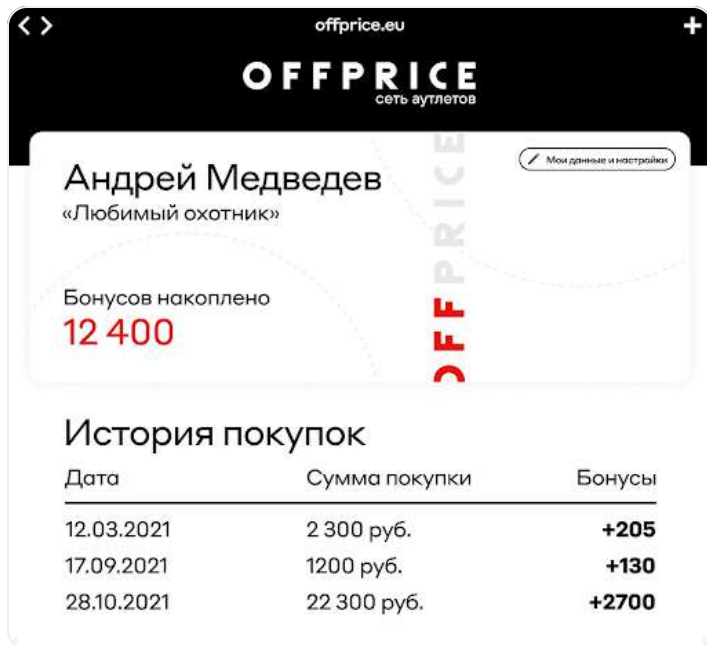 offprice.eu
OFFPRICE
сеть аутлетов
Мои данные и настройки
Андрей Медведев
«Любимый охотник»
OFFPRICE
Бонусов накоплено
12 400
История покупок
Дата Сумма покупки Бонусы
12.03.2021 2 300 руб. +205
17.09.2021 1200 руб. +130
28.10.2021 22 300 руб. +2700